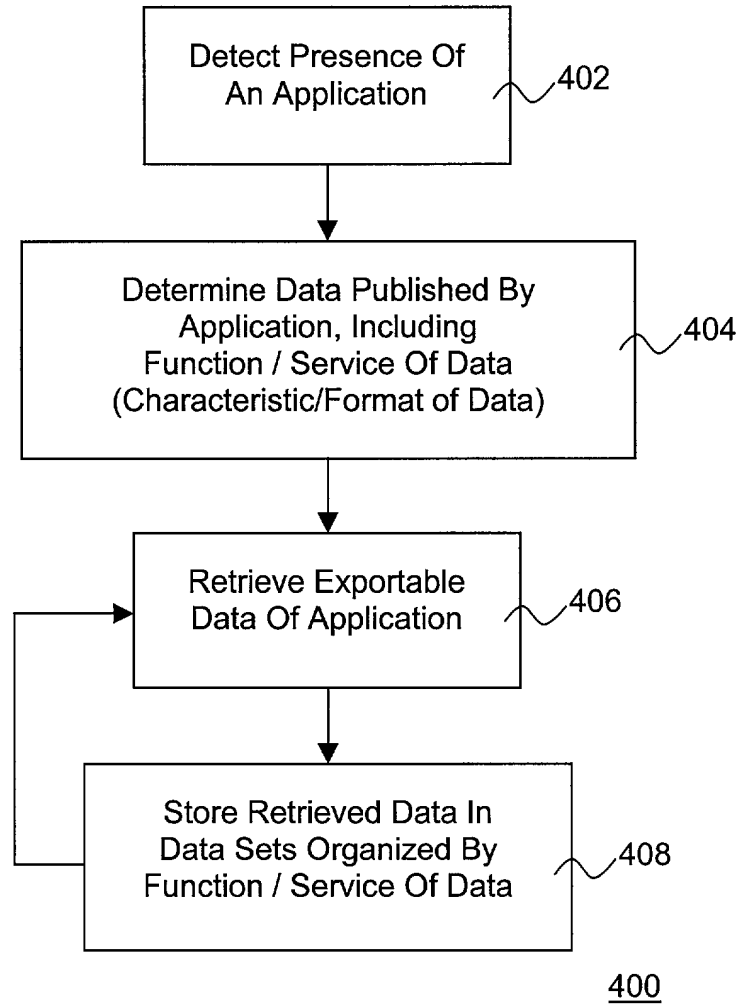 Detect Presence Of
An Application
402
Determine Data Published By
Application, Including
Function / Service Of Data
(Characteristic/Format of Data)
404
Retrieve Exportable
Data Of Application
406
Store Retrieved Data In
Data Sets Organized By
Function / Service Of Data
408
400